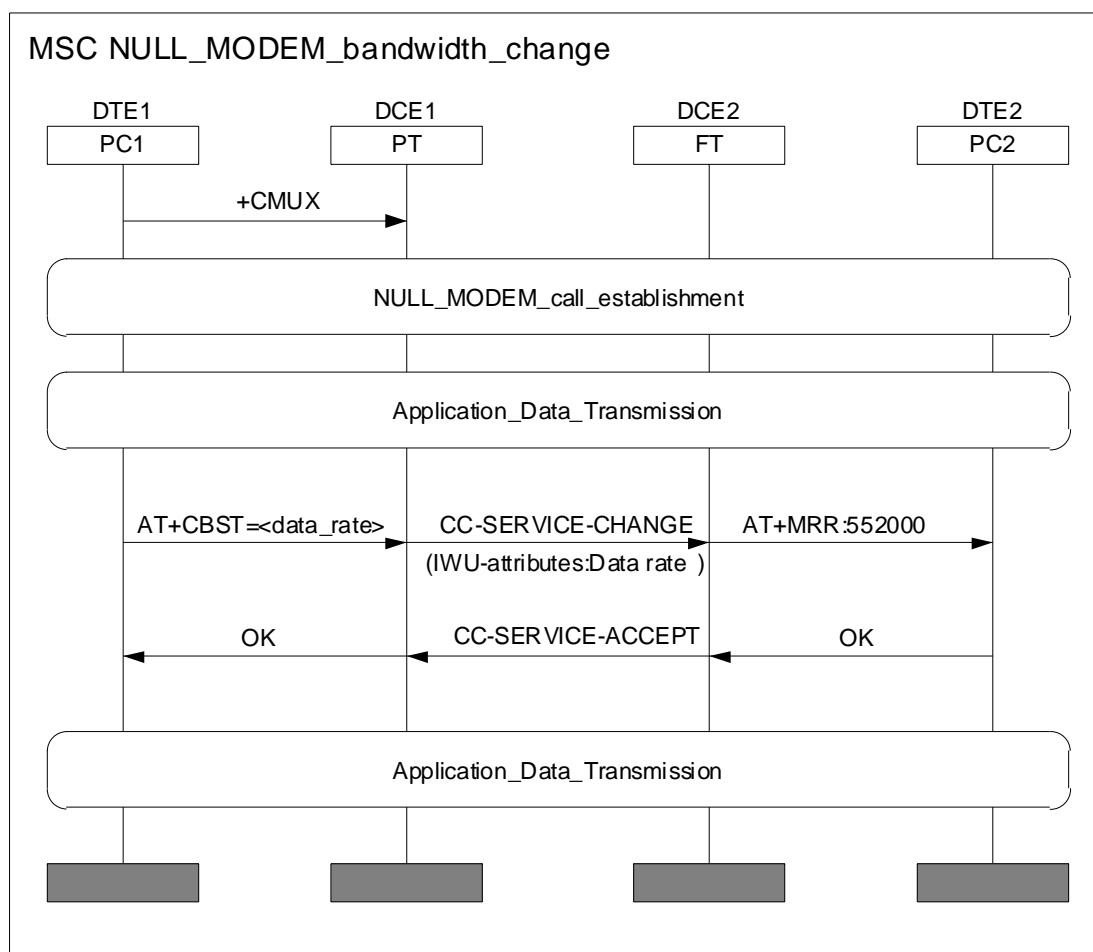 MSC NULL_MODEM_bandwidth_change
DTE1 DCE1 DCE2 DTE2
PC1 PT FT PC2
+CMUX
NULL_MODEM_call_establishment
Application_Data_Transmission
AT+CBST=<data_rate> CC-SERVICE-CHANGE AT+MRR:552000
(IWU-attributes:Data rate )
OK CC-SERVICE-ACCEPT OK
Application_Data_Transmission